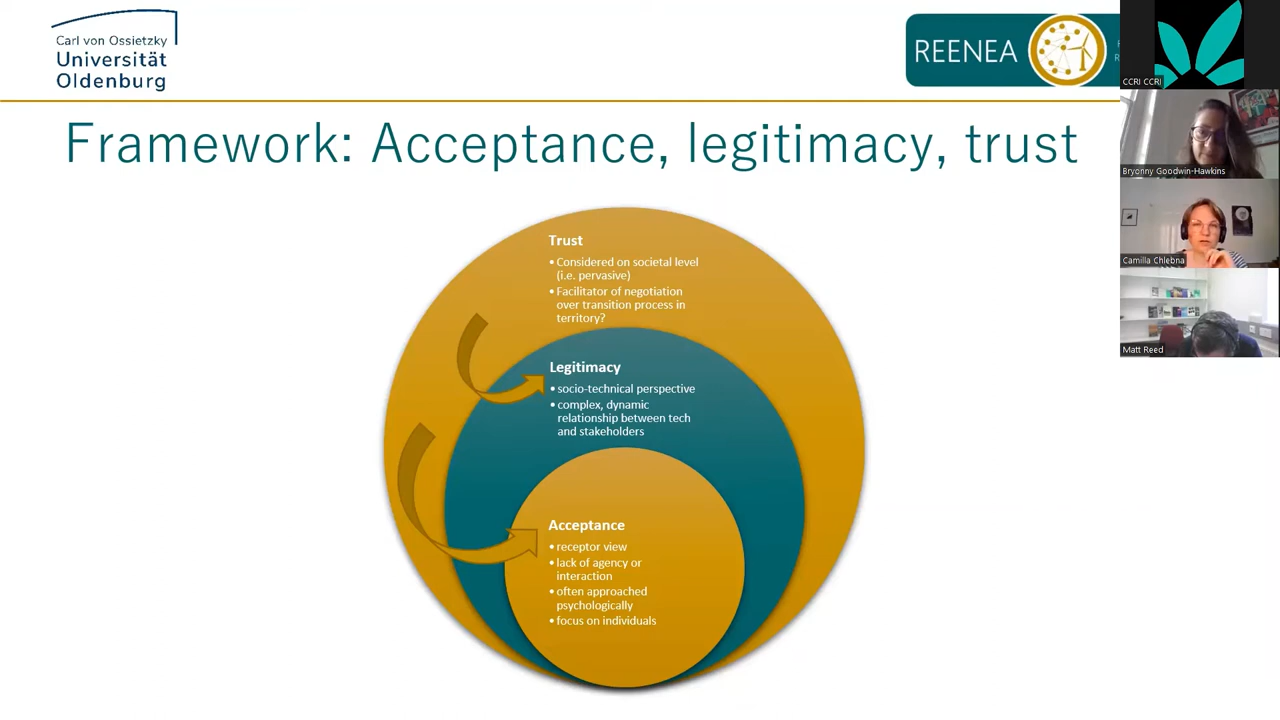 Carl von Ossietzky
Universität
Oldenburg
REENEA
CCRI CCRI
Bryonny Goodwin-Hawkins
Camilla Chlebna
Matt Reed
Framework: Acceptance, legitimacy, trust
Trust
• Considered on societal level
(i.e. pervasive)
• Facilitator of negotiation
over transition process in
territory?
Legitimacy
• socio-technical perspective
• complex, dynamic
relationship between tech
and stakeholders
Acceptance
• receptor view
• lack of agency or
interaction
• often approached
psychologically
• focus on individuals